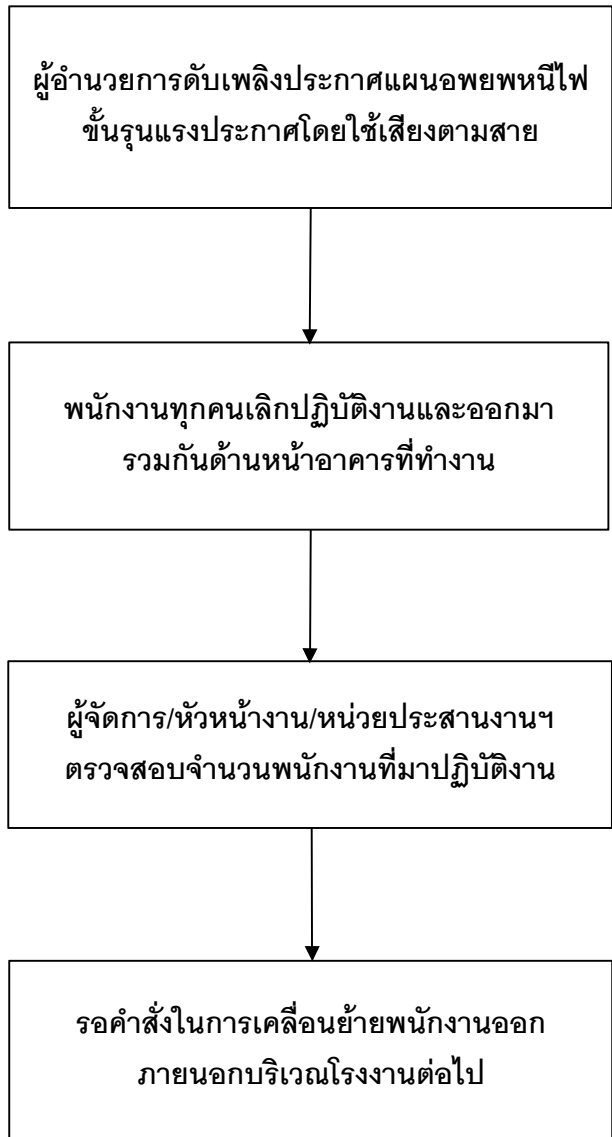 ผู้อำนวยการดับเพลิงประกาศแผนอพยพหนีไฟ
ขั้นรุนแรงประกาศโดยใช้เสียงตามสาย
พนักงานทุกคนเลิกปฏิบัติงานและออกมา
รวมกันด้านหน้าอาคารที่ทำงาน
ผู้จัดการ/หัวหน้างาน/หน่วยประสานงานฯ
ตรวจสอบจำนวนพนักงานที่มาปฏิบัติงาน
รอคำสั่งในการเคลื่อนย้ายพนักงานออก
ภายนอกบริเวณโรงงานต่อไป